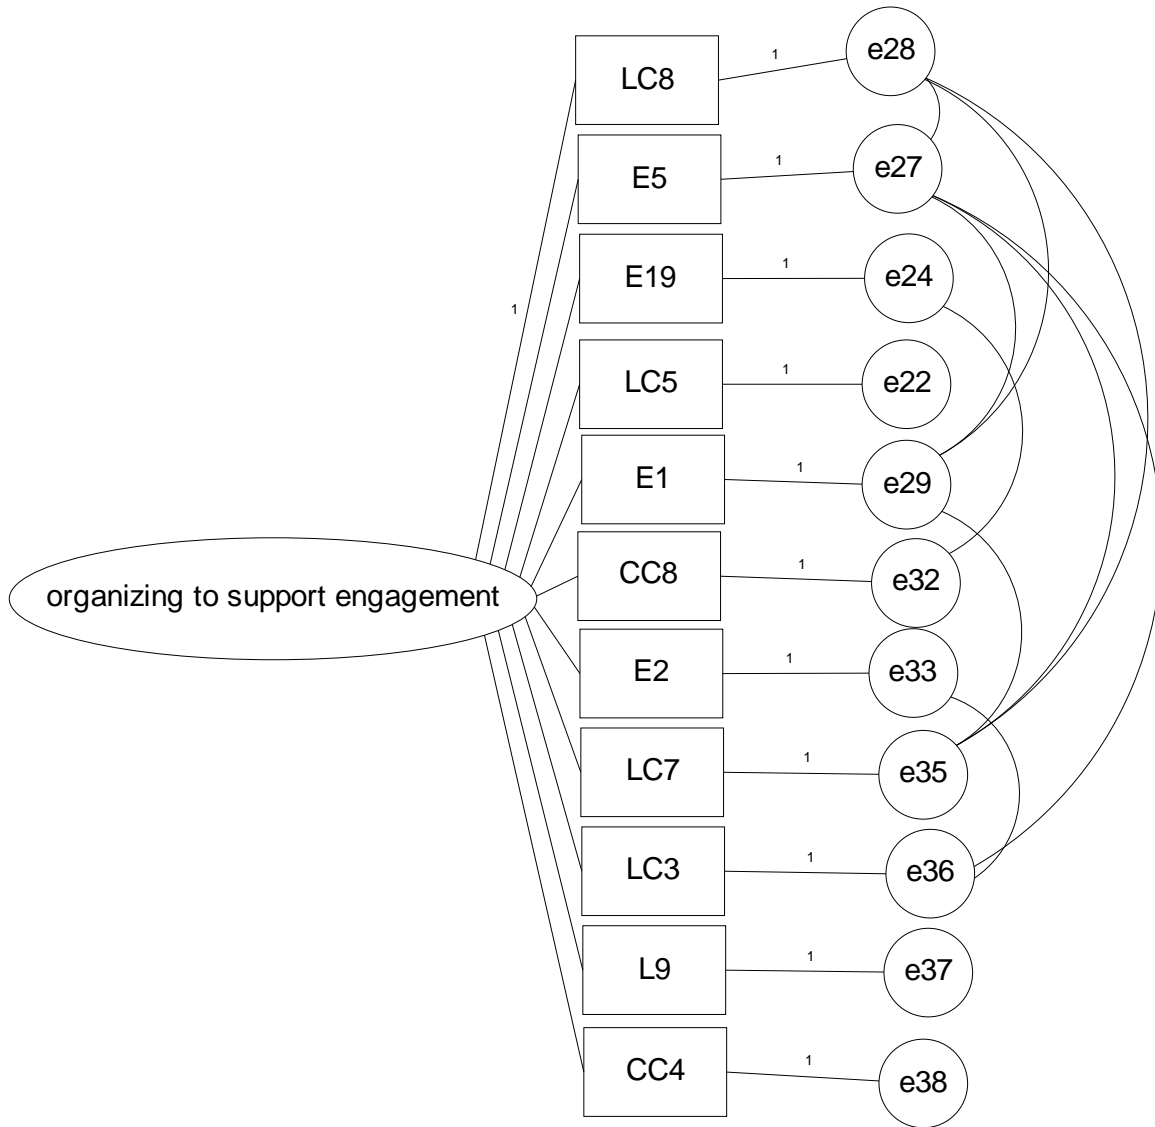 LC8
1
e28
E5
1
e27
E19
1
e24
1
LC5
1
e22
E1
1
e29
CC8
1
e32
organizing to support engagement
E2
1
e33
LC7
1
e35
LC3
1
e36
L9
1
e37
CC4
1
e38